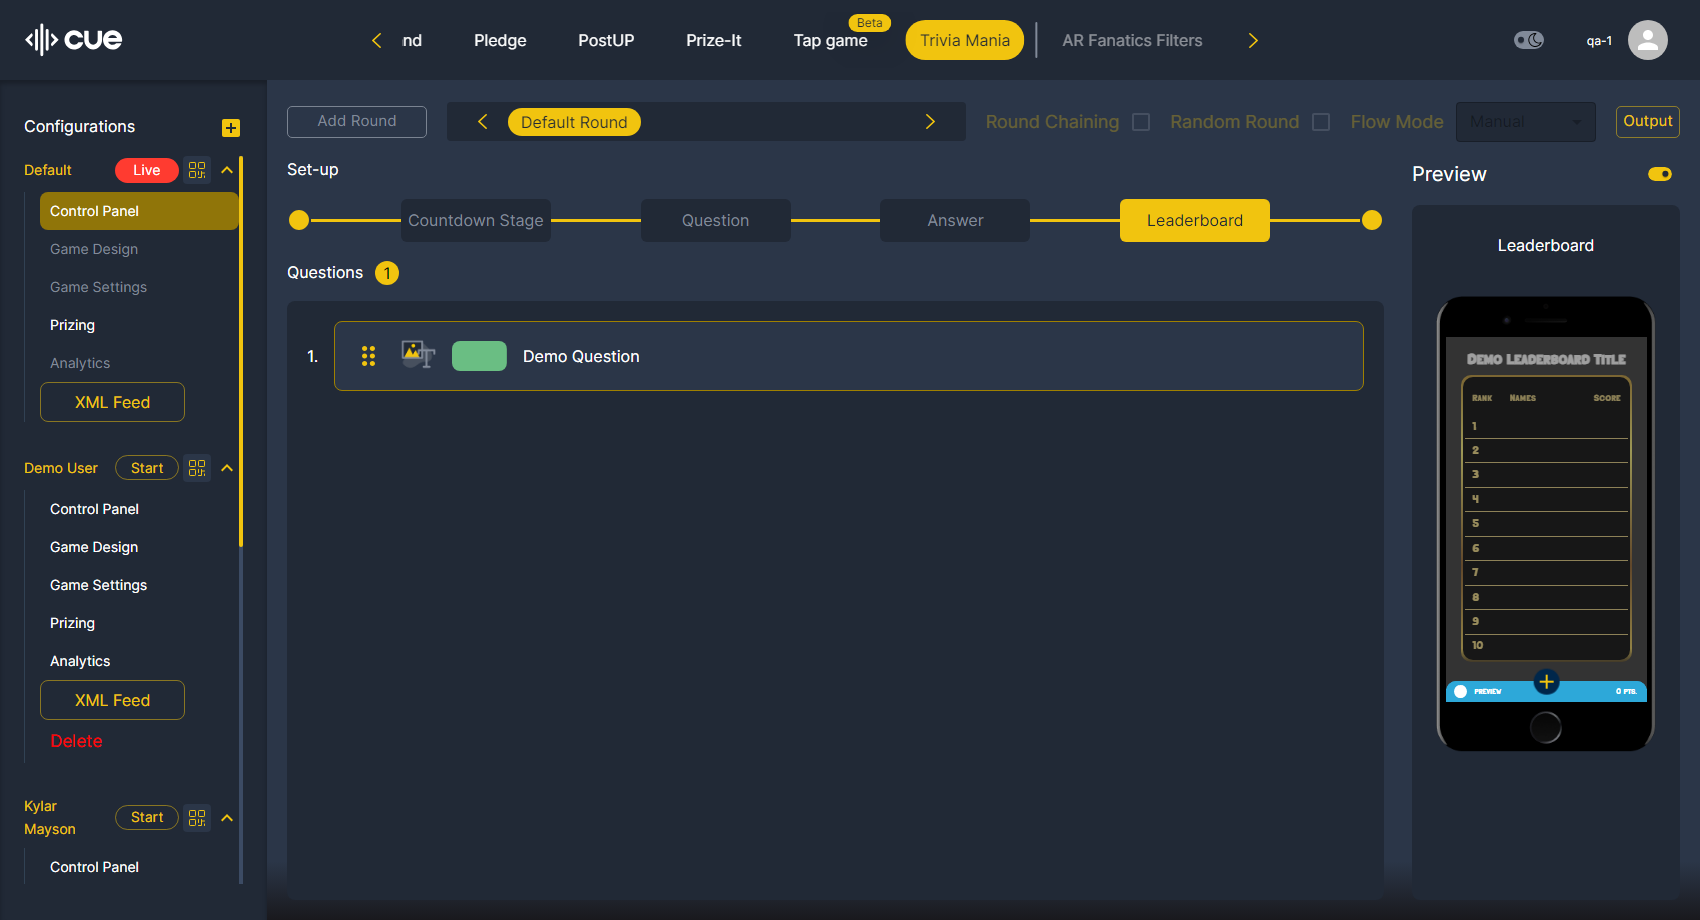 cue
nd
Pledge
PostUP
Prize-It
Tap game
Beta
Trivia Mania
AR Fanatics Filters
qa-1
Configurations
Default
Live
Control Panel
Game Design
Game Settings
Prizing
Analytics
XML Feed
Demo User
Start
Control Panel
Game Design
Game Settings
Prizing
Analytics
XML Feed
Delete
Kylar
Mayson
Start
Control Panel
Add Round
Default Round
Round Chaining
Random Round
Flow Mode
Manual
Output
Set-up
Countdown Stage
Question
Answer
Leaderboard
Questions 1
1.
Demo Question
Preview
Leaderboard
Demo Leaderboard Title
Rank Names Score
1
2
3
4
5
6
7
8
9
10
PREVIEW
0 PTS.